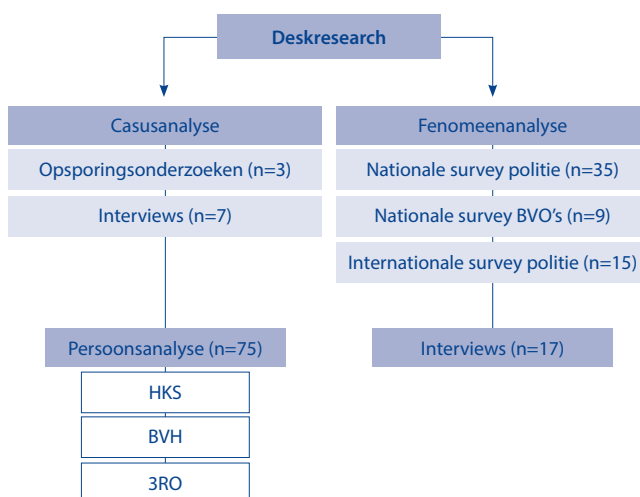 Deskresearch
Casusanalyse
Opsporingsonderzoeken (n=3)
Interviews (n=7)
Persoonsanalyse (n=75)
HKS
BVH
3RO
Fenomeenanalyse
Nationale survey politie (n=35)
Nationale survey BVO's (n=9)
Internationale survey politie (n=15)
Interviews (n=17)